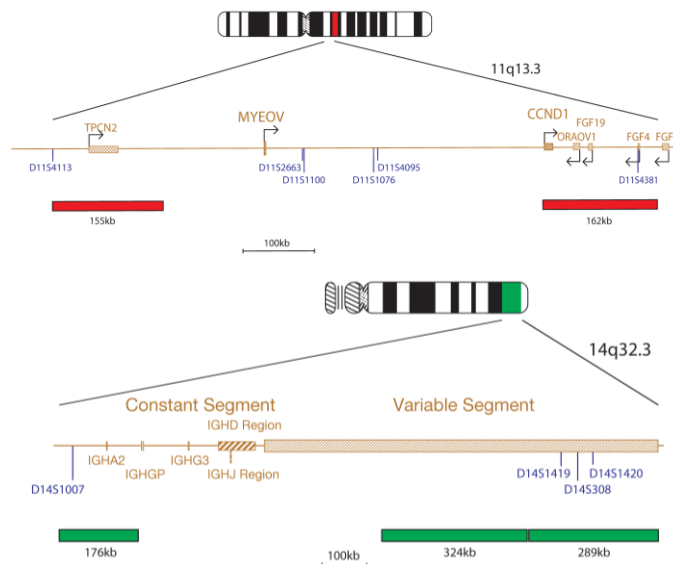 11q13.3
TPCN2
MYEOV
CCND1
FGF19
ORAOV1
FGF4
FGF
D11S4113
D11S2663
D11S1100
D11S4095
D11S1076
D11S4381
155kb
162kb
100kb
14q32.3
Constant Segment
Variable Segment
IGHD Region
IGHA2
IGHGP
IGHG3
IGHJ Region
D14S1007
D14S1419
D14S308
D14S1420
176kb
324kb
289kb
100kb